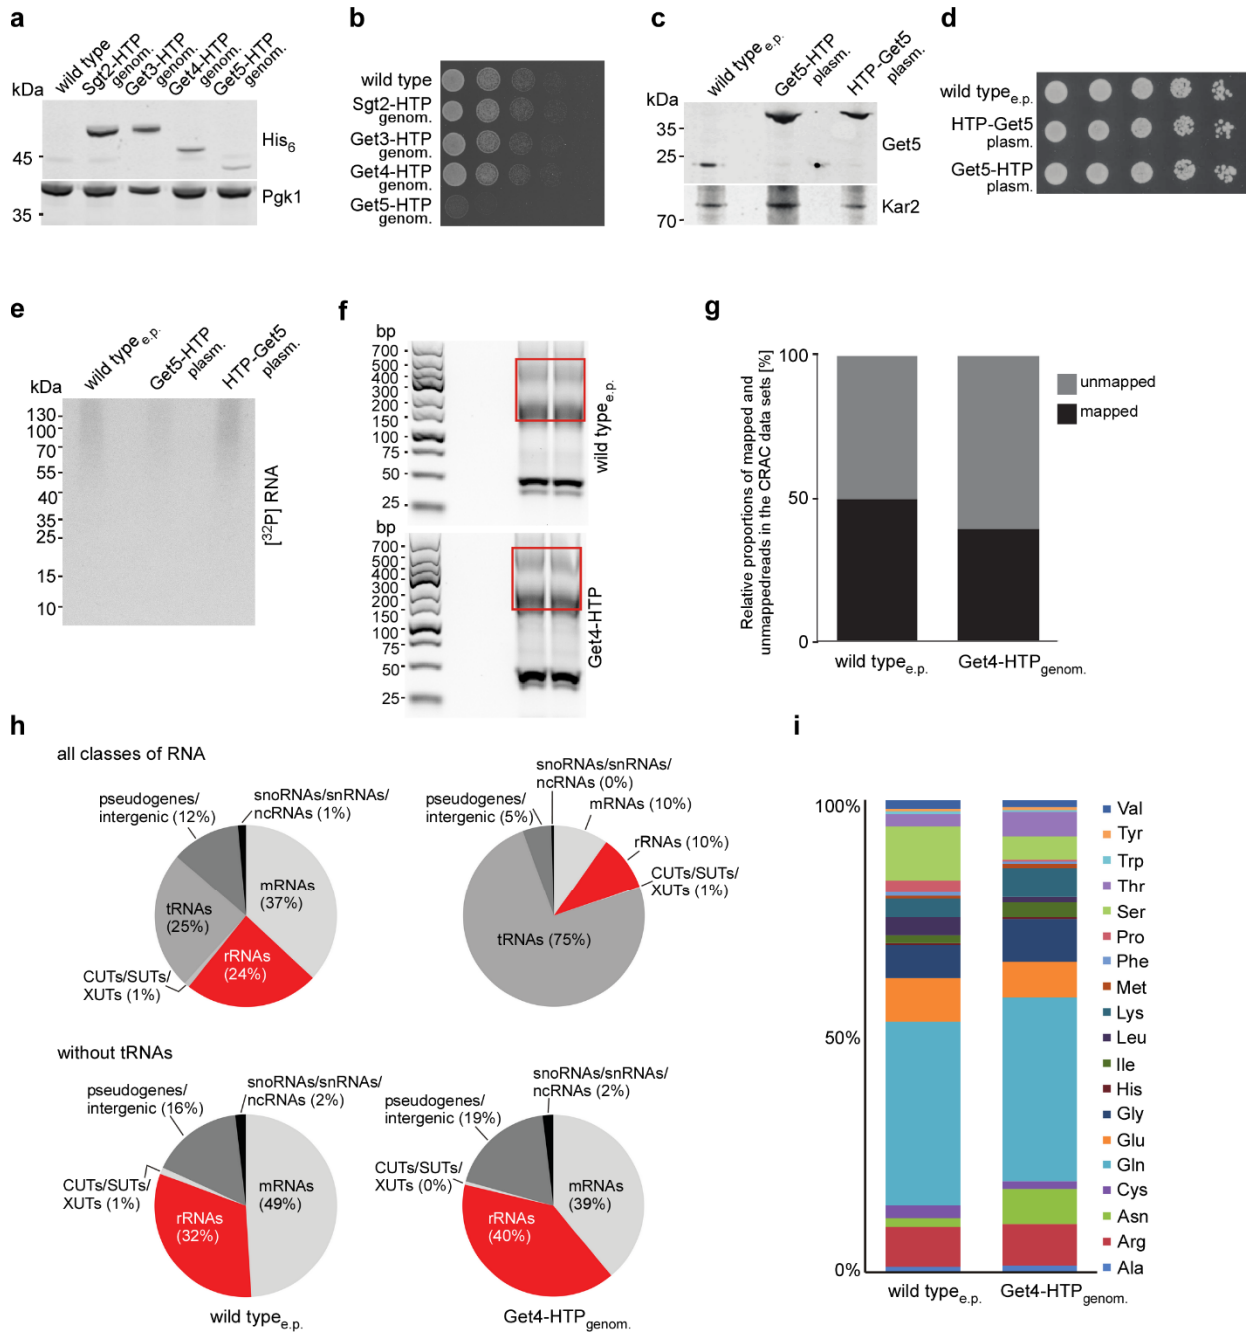 a
wild type
Sgt2-HTP
genom.
Get3-HTP
genom.
Get4-HTP
genom.
Get5-HTP
genom.
kDa
45
35
His6
Pgk1
b
wild type
Sgt2-HTP
genom.
Get3-HTP
genom.
Get4-HTP
genom.
Get5-HTP
genom.
c
wild type e.p.
Get5-HTP
plasm.
HTP-Get5
plasm.
kDa
35
25
70
Get5
Kar2
d
wild type e.p.
HTP-Get5
plasm.
Get5-HTP
plasm.
e
wild type e.p.
Get5-HTP
plasm.
HTP-Get5
plasm.
kDa
130
100
70
55
40
35
25
15
10
[32P] RNA
f
bp
700
500
400
300
200
150
100
75
50
25
wild type e.p.
bp
700
500
400
300
200
150
100
75
50
25
Get4-HTP
g
Relative proportions of mapped and
unmappedreads in the CRAC data sets [%]
100
50
0
unmapped
mapped
wild type e.p.
Get4-HTP genom.
h
all classes of RNA
pseudogenes/
intergenic (12%)
snoRNAs/snRNAs/
ncRNAs (1%)
mRNAs
(37%)
tRNAs
(25%)
rRNAs
(24%)
CUTs/SUTs/
XUTs (1%)
snoRNAs/snRNAs/
ncRNAs (0%)
pseudogenes/
intergenic (5%)
mRNAs (10%)
rRNAs (10%)
CUTs/SUTs/
XUTs (1%)
tRNAs (75%)
without tRNAs
pseudogenes/
intergenic (16%)
snoRNAs/snRNAs/
ncRNAs (2%)
CUTs/SUTs/
XUTs (1%)
mRNAs
(49%)
rRNAs
(32%)
wild type e.p.
snoRNAs/snRNAs/
ncRNAs (2%)
pseudogenes/
intergenic (19%)
CUTs/SUTs/
XUTs (0%)
mRNAs
(39%)
rRNAs
(40%)
Get4-HTP genom.
i
100%
50%
0%
Val
Tyr
Trp
Thr
Ser
Pro
Phe
Met
Lys
Leu
Ile
His
Gly
Glu
Gln
Cys
Asn
Arg
Ala
wild type e.p.
Get4-HTP genom.